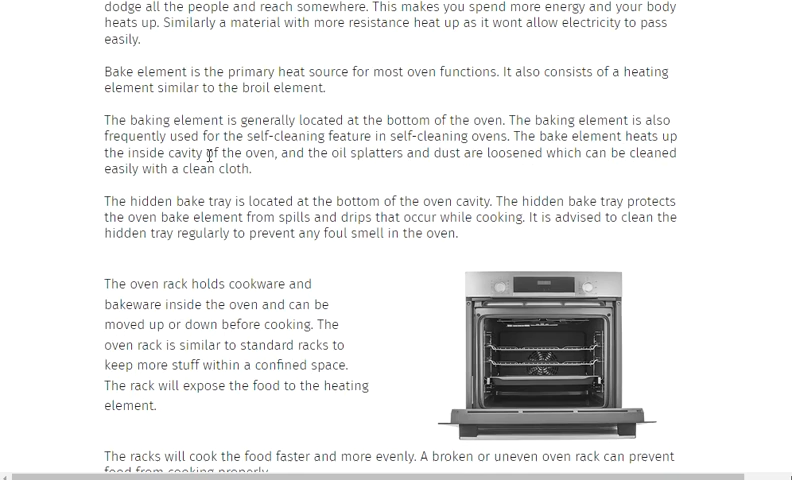 dodge all the people and reach somewhere. This makes you spend more energy and your body
heats up. Similarly a material with more resistance heat up as it wont allow electricity to pass
easily.
Bake element is the primary heat source for most oven functions. It also consists of a heating
element similar to the broil element.
The baking element is generally located at the bottom of the oven. The baking element is also
frequently used for the self-cleaning feature in self-cleaning ovens. The bake element heats up
the inside cavity of the oven, and the oil splatters and dust are loosened which can be cleaned
easily with a clean cloth.
The hidden bake tray is located at the bottom of the oven cavity. The hidden bake tray protects
the oven bake element from spills and drips that occur while cooking. It is advised to clean the
hidden tray regularly to prevent any foul smell in the oven.
The oven rack holds cookware and
bakeware inside the oven and can be
moved up or down before cooking. The
oven rack is similar to standard racks to
keep more stuff within a confined space.
The rack will expose the food to the heating
element.
The racks will cook the food faster and more evenly. A broken or uneven oven rack can prevent
food from cooking properly.